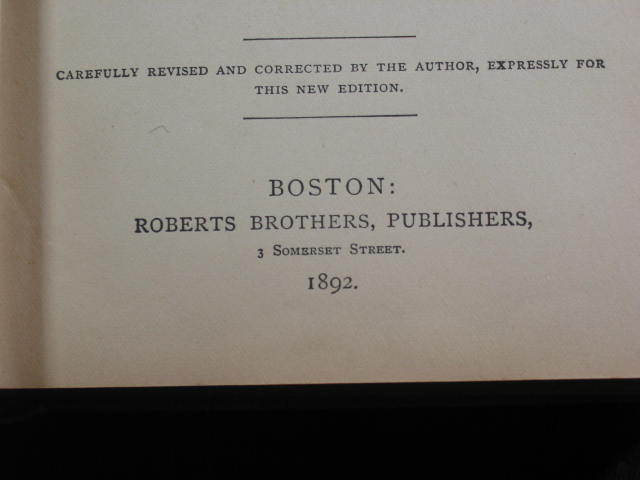 CAREFULLY REVISED AND CORRECTED BY THE AUTHOR, EXPRESSLY FOR
THIS NEW EDITION.
BOSTON:
ROBERTS BROTHERS, PUBLISHERS,
3 SOMERSET STREET.
1892.